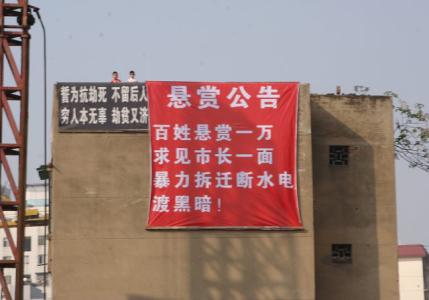 誓为抗劫死 不留后人
穷人本无辜 劫食又济
悬赏公告
百姓悬赏一万
求见市长一面
暴力拆迁断水电
渡黑暗！